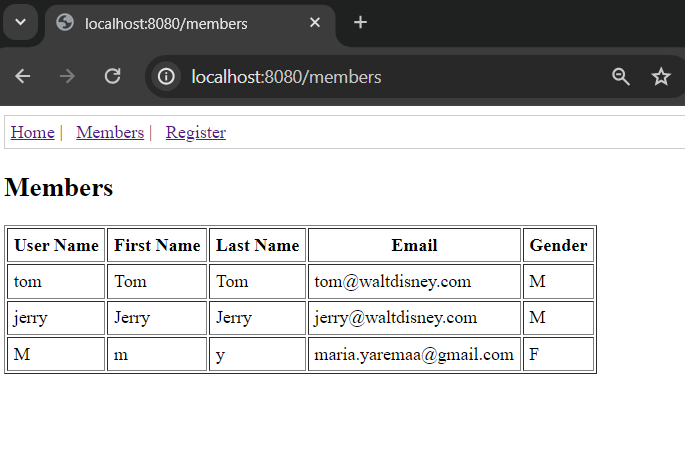 localhost:8080/members
localhost:8080/members
Home | Members | Register
Members
User Name First Name Last Name Email Gender
tom Tom Tom tom@waltdisney.com M
jerry Jerry Jerry jerry@waltdisney.com M
M m y maria.yaremaa@gmail.com F